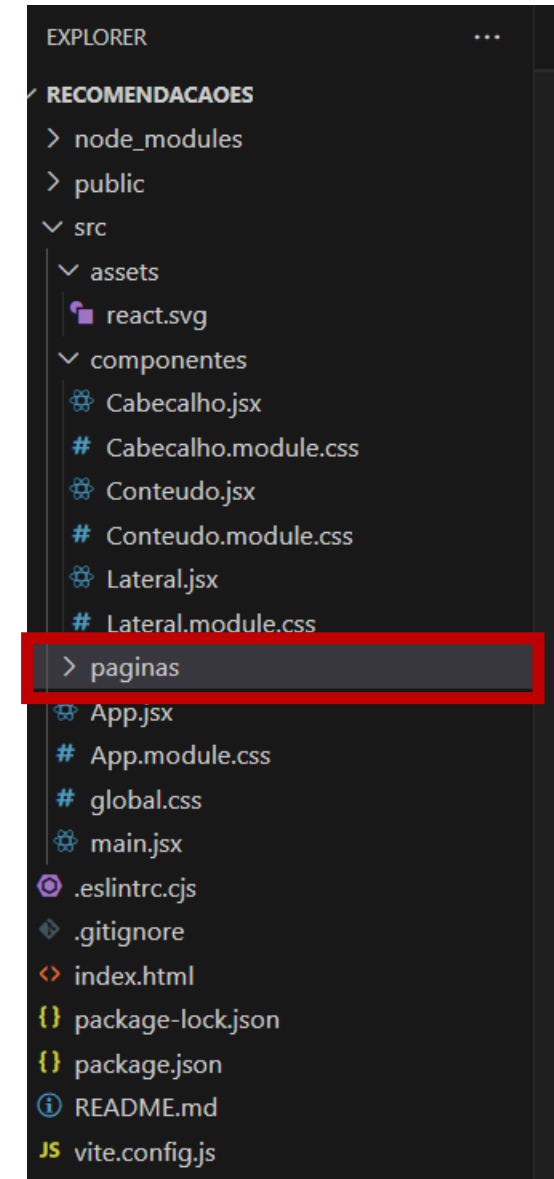 EXPLORER ...
RECOMENDACAOES
node_modules
public
src
assets
react.svg
componentes
Cabecalho.jsx
# Cabecalho.module.css
Conteudo.jsx
# Conteudo.module.css
Lateral.jsx
# Lateral.module.css
paginas
App.jsx
# App.module.css
# global.css
main.jsx
.eslintrc.cjs
.gitignore
<> index.html
{} package-lock.json
{} package.json
README.md
JS vite.config.js